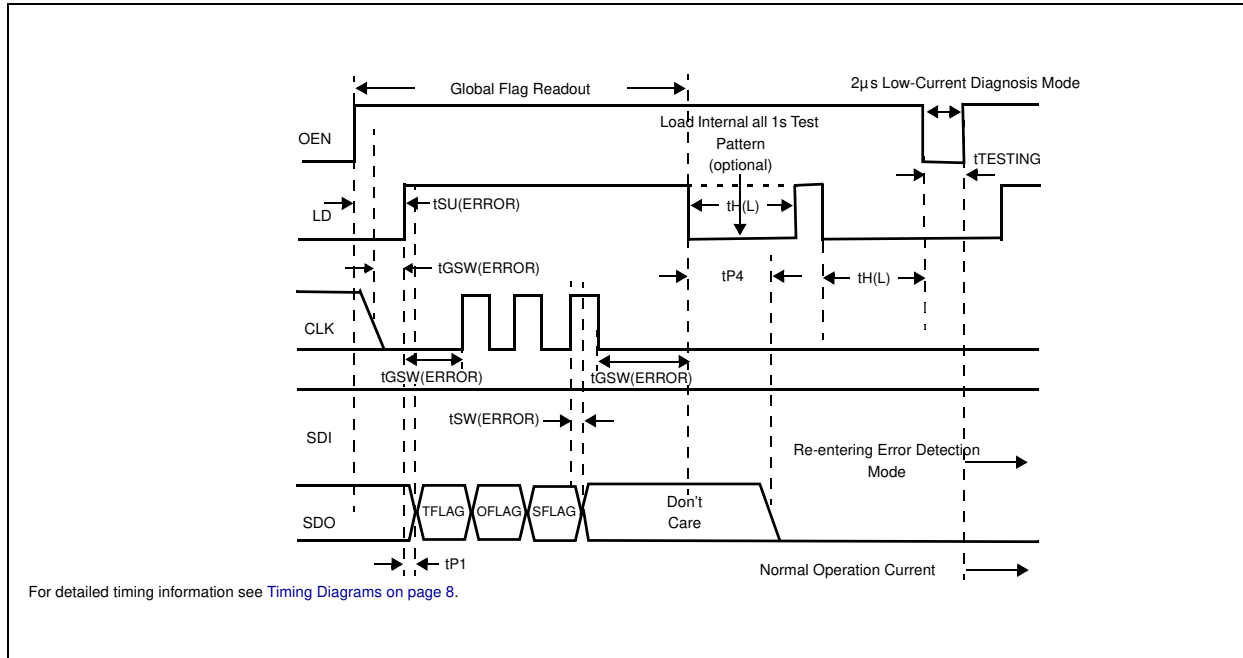 2µs Low-Current Diagnosis Mode
Global Flag Readout
OEN
Load Internal all 1s Test
Pattern
(optional)
tTESTING
LD
tSU(ERROR)
tH(L)
tGSW(ERROR)
tP4
tH(L)
CLK
tGSW(ERROR)
tGSW(ERROR)
tSW(ERROR)
SDI
Re-entering Error Detection
Mode
SDO
TFLAG
OFLAG
SFLAG
Don't
Care
tP1
Normal Operation Current
For detailed timing information see Timing Diagrams on page 8.